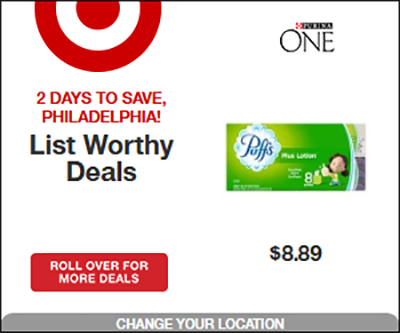 PURINA
ONE
2 DAYS TO SAVE,
PHILADELPHIA!
List Worthy
Deals
Puffs
Plus Lotion
8
$8.89
ROLL OVER FOR
MORE DEALS
CHANGE YOUR LOCATION